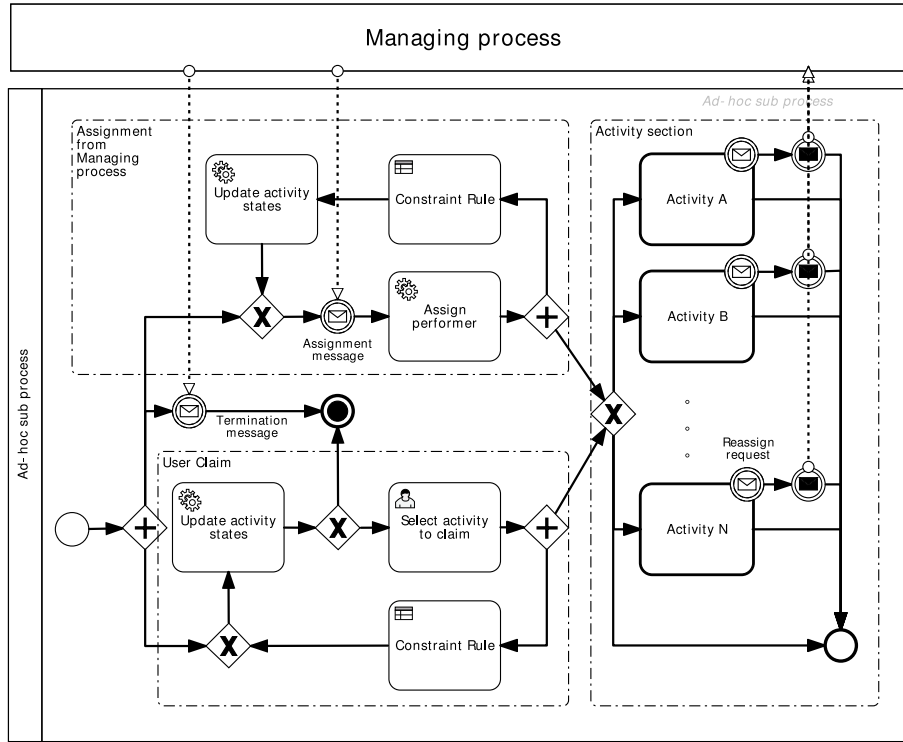 Managing process
Ad-hoc sub process
Ad-hoc sub process
Assignment
from
Managing
process
Update activity
states
Constraint Rule
Assign
performer
Assignment
message
Termination
message
User Claim
Update activity
states
Select activity
to claim
Constraint Rule
Activity section
Activity A
Activity B
Reassign
request
Activity N